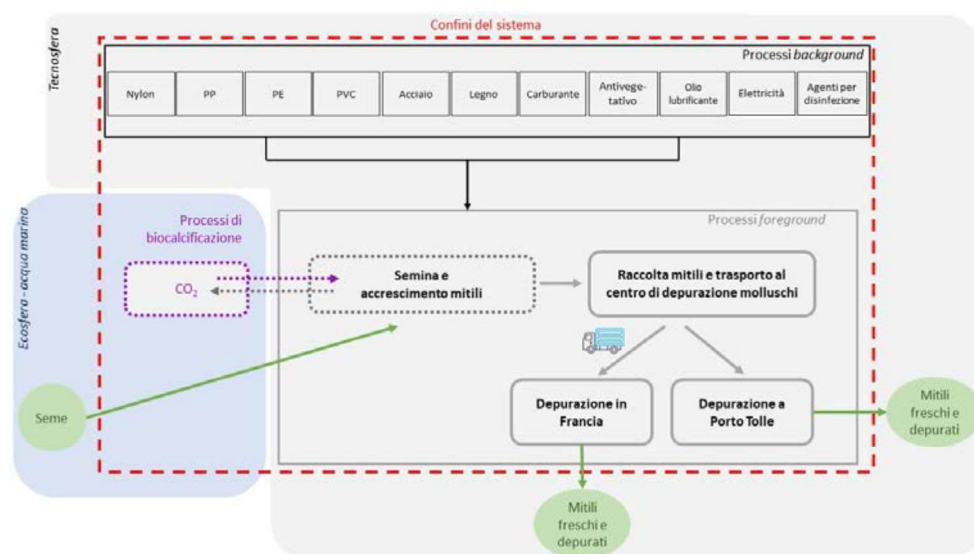 Confini del sistema
Tecnosfera
Processi background
Nylon
PP
PE
PVC
Acciaio
Legno
Carburante
Antivege-
tativo
Olio
lubrificante
Elettricità
Agenti per
disinfezione
Ecosfera - acqua marina
Processi di
biocalcificazione
CO₂
Processi foreground
Semina e
accrescimento mitili
Raccolta mitili e trasporto al
centro di depurazione molluschi
Seme
Depurazione in
Francia
Depurazione a
Porto Tolle
Mitili
freschi e
depurati
Mitili
freschi e
depurati